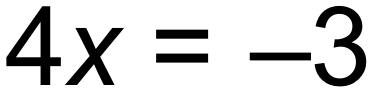 4x = –3